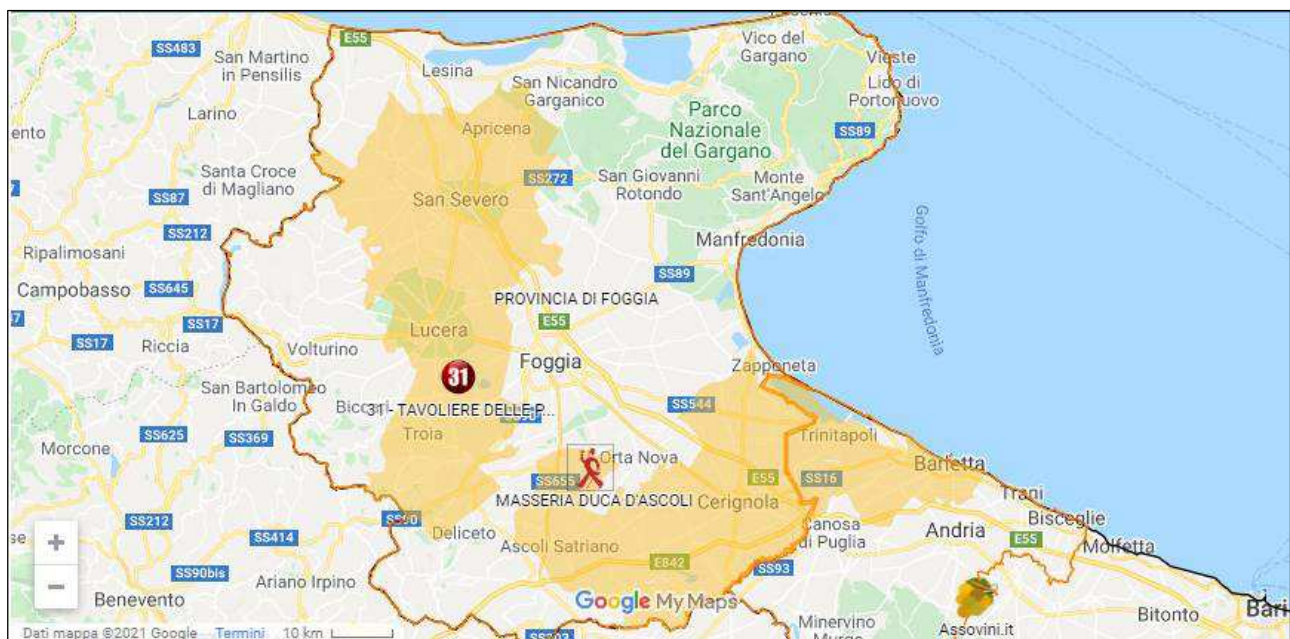 E55
SS483
San Martino
in Pensilis
Lesina
Vico del
Gargano
Vieste
Lido di
Portonuovo
San Nicandro
Garganico
ento
Larino
Apricena
Parco
Nazionale
del Gargano
SS89
Santa Croce
di Magliano
SS87
SS272
San Giovanni
Rotondo
Monte
Sant'Angelo
San Severo
SS212
Ripalimosani
Manfredonia
Golfo di Manfredonia
SS645
Campobasso
SS89
PROVINCIA DI FOGGIA
SS17
E55
SS17
Riccia
Lucera
Volturino
Foggia
Zapponeta
31
San Bartolomeo
In Galdo
Biccari
31 - TAVOLIERE DELLE P...
SS90
SS544
Morcone
SS625
SS369
Troia
Trinitapoli
Orta Nova
Barletta
SS655
E55
SS16
MASSERIA DUCA D'ASCOLI
Cerignola
Trani
SS212
SS90
Bisceglie
Canosa
di Puglia
Andria
Deliceto
SS414
Ascoli Satriano
E55
Molfetta
+
SS90bis
Ariano Irpino
E842
SS93
−
Benevento
Google My Maps
Minervino
Murge
Assovini.it
Bitonto
Bari
Dati mappa ©2021 Google
Termini
10 km